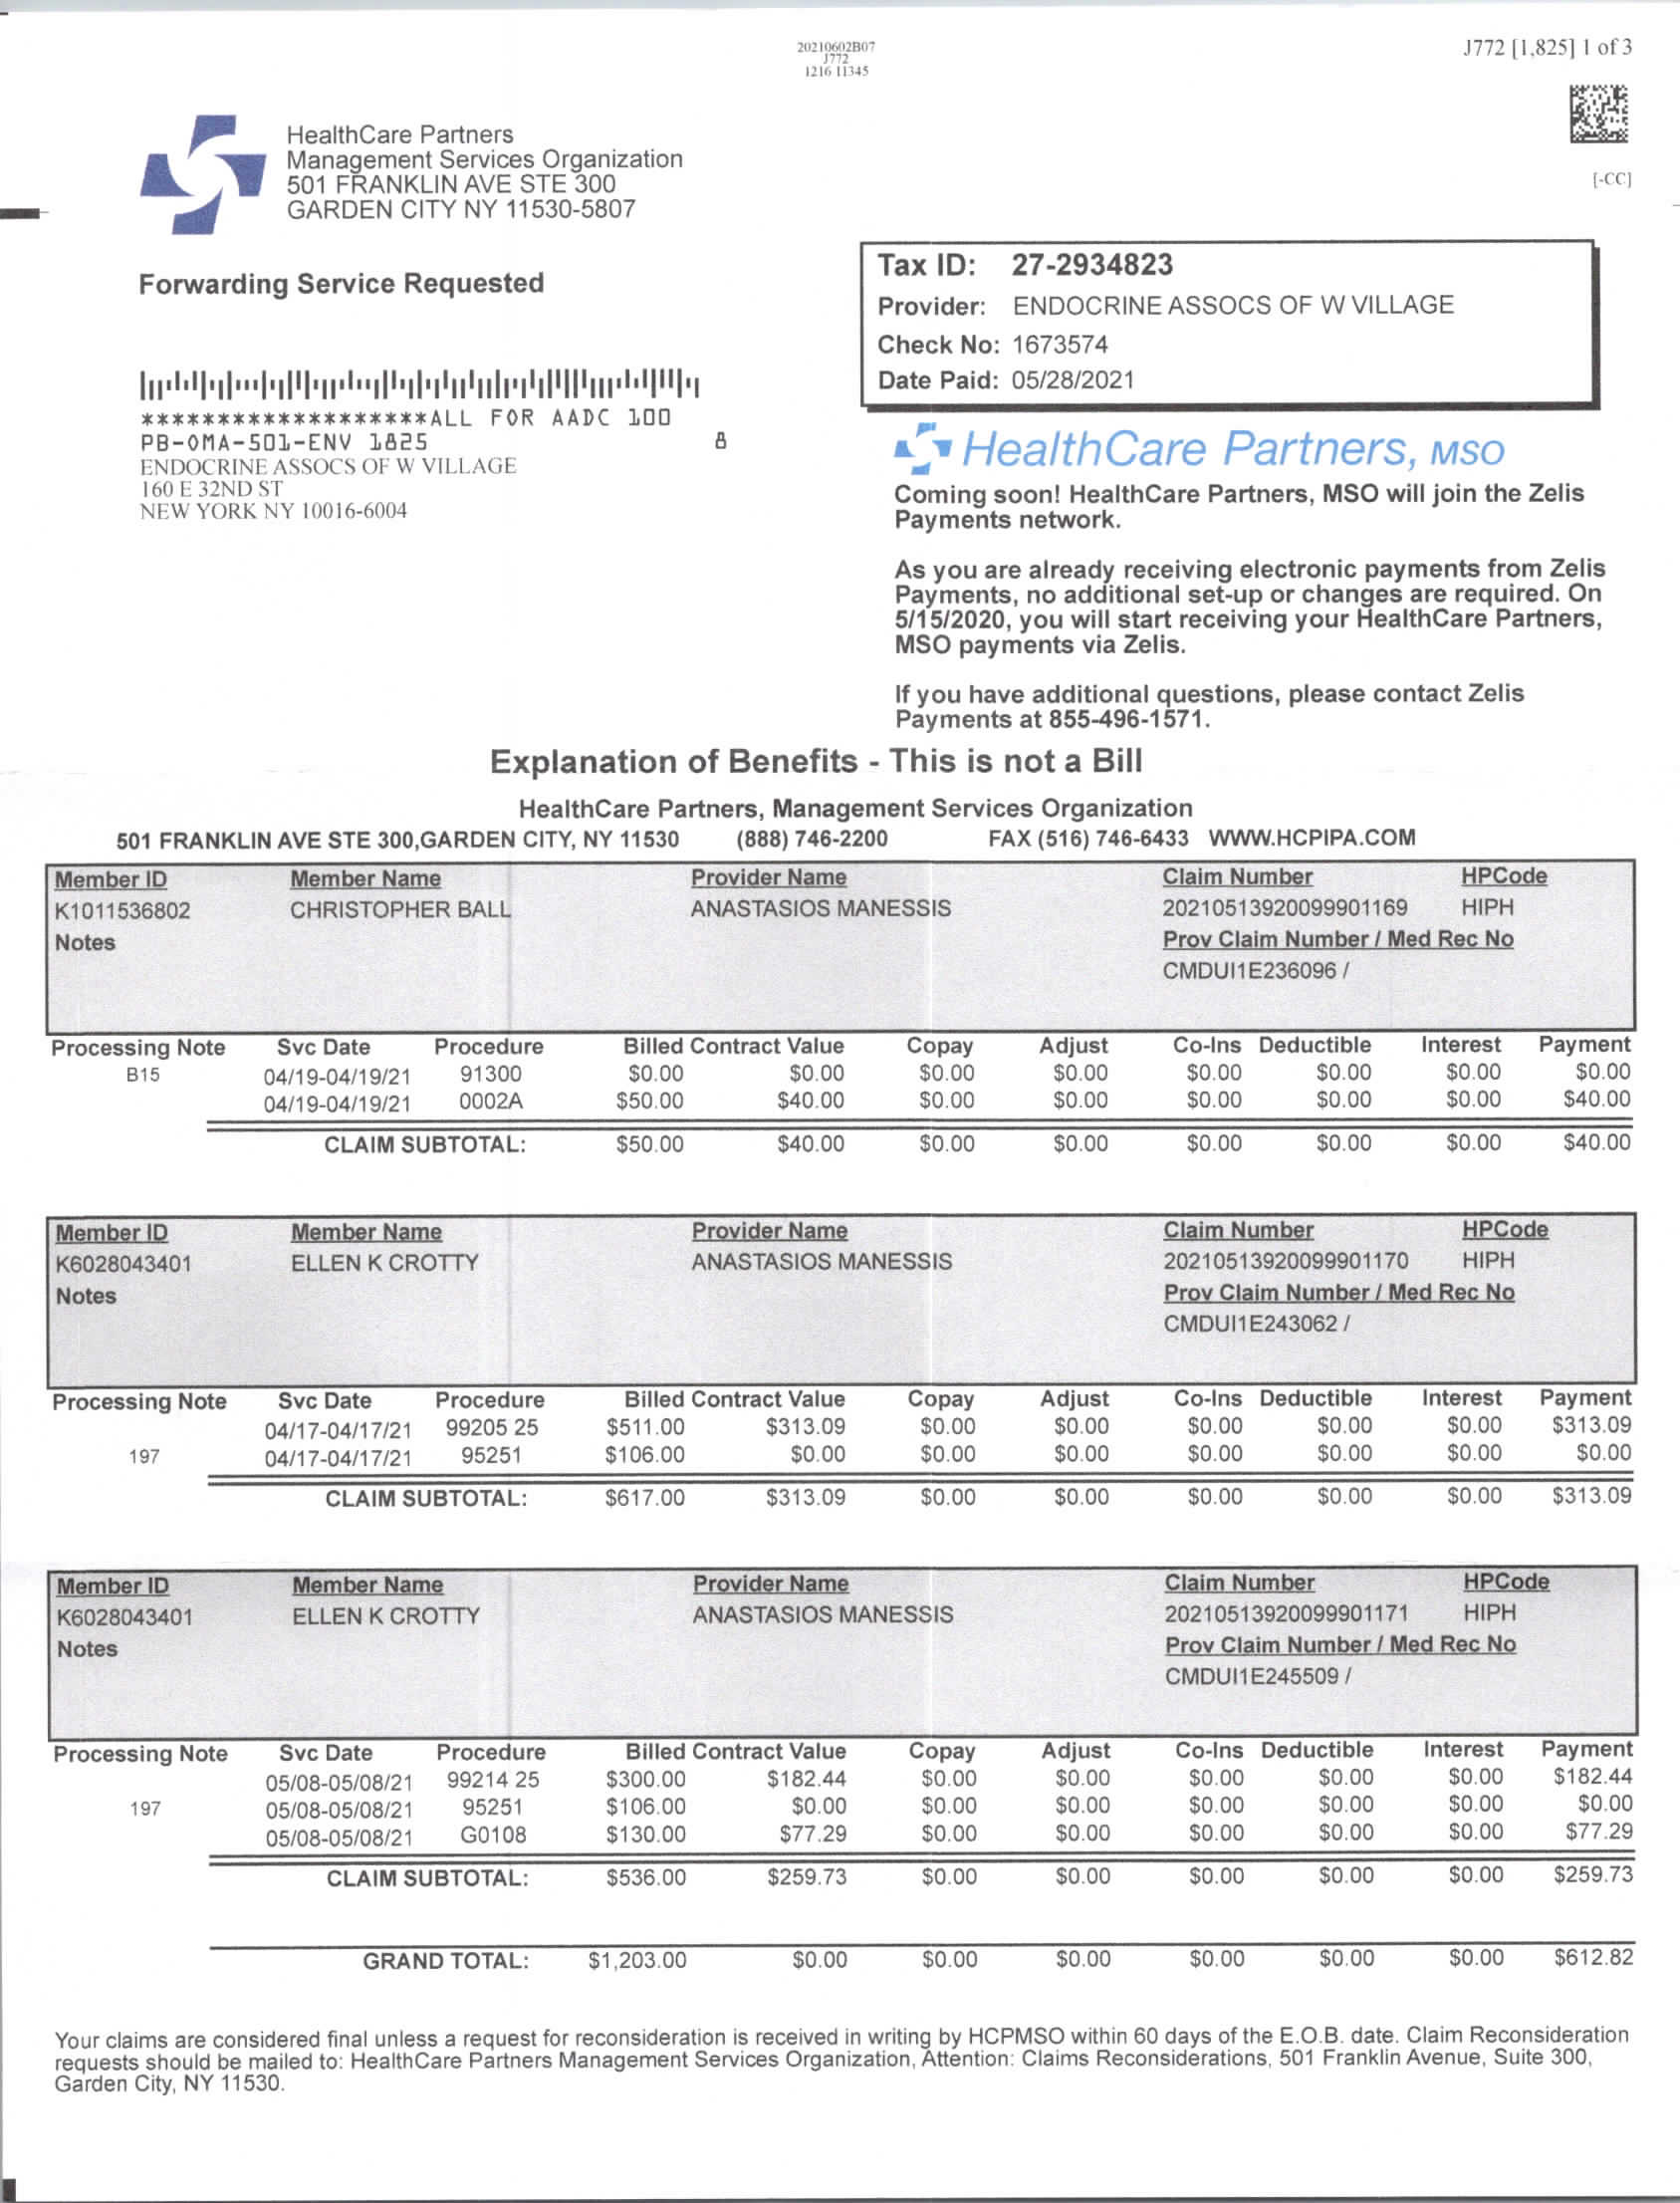 20210602B07
J772
1216 11345
J772 [1,825] 1 of 3
[-CC]
HealthCare Partners
Management Services Organization
501 FRANKLIN AVE STE 300
GARDEN CITY NY 11530-5807
Forwarding Service Requested
Tax ID: 27-2934823
Provider: ENDOCRINE ASSOCS OF W VILLAGE
Check No: 1673574
Date Paid: 05/28/2021
*******************ALL FOR AADC 100
PB-OMA-501-ENV 1825 8
ENDOCRINE ASSOCS OF W VILLAGE
160 E 32ND ST
NEW YORK NY 10016-6004
HealthCare Partners, MSO
Coming soon! HealthCare Partners, MSO will join the Zelis
Payments network.
As you are already receiving electronic payments from Zelis
Payments, no additional set-up or changes are required. On
5/15/2020, you will start receiving your HealthCare Partners,
MSO payments via Zelis.
If you have additional questions, please contact Zelis
Payments at 855-496-1571.
Explanation of Benefits - This is not a Bill
HealthCare Partners, Management Services Organization
501 FRANKLIN AVE STE 300,GARDEN CITY, NY 11530 (888) 746-2200 FAX (516) 746-6433 WWW.HCPIPA.COM
Member ID Member Name Provider Name Claim Number HPCode
K1011536802 CHRISTOPHER BALL ANASTASIOS MANESSIS 20210513920099901169 HIPH
Notes Prov Claim Number / Med Rec No
CMDUI1E236096 /
Processing Note Svc Date Procedure Billed Contract Value Copay Adjust Co-Ins Deductible Interest Payment
B15 04/19-04/19/21 91300 $0.00 $0.00 $0.00 $0.00 $0.00 $0.00 $0.00 $0.00
04/19-04/19/21 0002A $50.00 $40.00 $0.00 $0.00 $0.00 $0.00 $0.00 $40.00
CLAIM SUBTOTAL: $50.00 $40.00 $0.00 $0.00 $0.00 $0.00 $0.00 $40.00
Member ID Member Name Provider Name Claim Number HPCode
K6028043401 ELLEN K CROTTY ANASTASIOS MANESSIS 20210513920099901170 HIPH
Notes Prov Claim Number / Med Rec No
CMDUI1E243062 /
Processing Note Svc Date Procedure Billed Contract Value Copay Adjust Co-Ins Deductible Interest Payment
04/17-04/17/21 99205 25 $511.00 $313.09 $0.00 $0.00 $0.00 $0.00 $0.00 $313.09
197 04/17-04/17/21 95251 $106.00 $0.00 $0.00 $0.00 $0.00 $0.00 $0.00 $0.00
CLAIM SUBTOTAL: $617.00 $313.09 $0.00 $0.00 $0.00 $0.00 $0.00 $313.09
Member ID Member Name Provider Name Claim Number HPCode
K6028043401 ELLEN K CROTTY ANASTASIOS MANESSIS 20210513920099901171 HIPH
Notes Prov Claim Number / Med Rec No
CMDUI1E245509 /
Processing Note Svc Date Procedure Billed Contract Value Copay Adjust Co-Ins Deductible Interest Payment
05/08-05/08/21 99214 25 $300.00 $182.44 $0.00 $0.00 $0.00 $0.00 $0.00 $182.44
197 05/08-05/08/21 95251 $106.00 $0.00 $0.00 $0.00 $0.00 $0.00 $0.00 $0.00
05/08-05/08/21 G0108 $130.00 $77.29 $0.00 $0.00 $0.00 $0.00 $0.00 $77.29
CLAIM SUBTOTAL: $536.00 $259.73 $0.00 $0.00 $0.00 $0.00 $0.00 $259.73
GRAND TOTAL: $1,203.00 $0.00 $0.00 $0.00 $0.00 $0.00 $0.00 $612.82
Your claims are considered final unless a request for reconsideration is received in writing by HCPMSO within 60 days of the E.O.B. date. Claim Reconsideration
requests should be mailed to: HealthCare Partners Management Services Organization, Attention: Claims Reconsiderations, 501 Franklin Avenue, Suite 300,
Garden City, NY 11530.